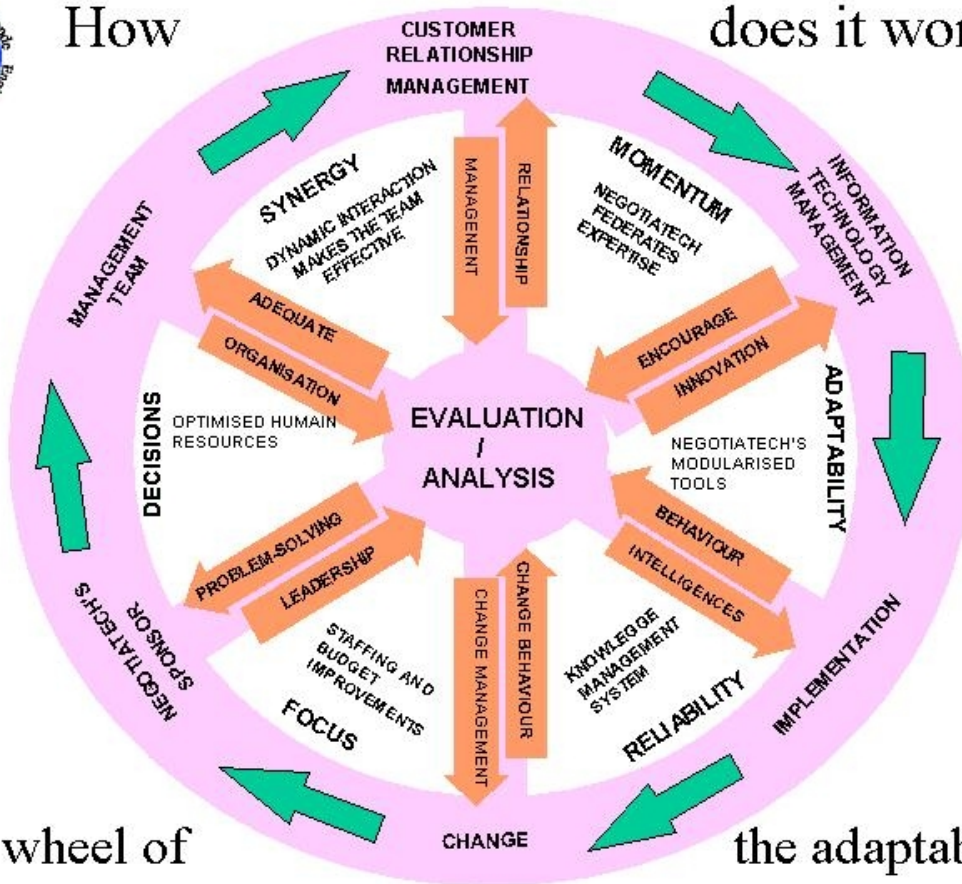 How
does it wor
CUSTOMER
RELATIONSHIP
MANAGEMENT
INFORMATION
TECHNOLOGY
MANAGEMENT
IMPLEMENTATION
CHANGE
NEGOTIATECH'S
SPONSOR
MANAGEMENT
TEAM
SYNERGY
DYNAMIC INTERACTION
MAKES THE TEAM
EFFECTIVE
MANAGEMENT
RELATIONSHIP
MOMENTUM
NEGOTIATECH
FEDERATES
EXPERTISE
ADEQUATE
ORGANISATION
ENCOURAGE
INNOVATION
DECISIONS
OPTIMISED HUMAN
RESOURCES
EVALUATION
/
ANALYSIS
NEGOTIATECH'S
MODULARISED
TOOLS
ADAPTABILITY
PROBLEM-SOLVING
LEADERSHIP
BEHAVIOUR
INTELLIGENCES
STAFFING AND
BUDGET
IMPROVEMENTS
FOCUS
CHANGE MANAGEMENT
CHANGE BEHAVIOUR
KNOWLEGGE
MANAGEMENT
SYSTEM
RELIABILITY
wheel of
the adaptab